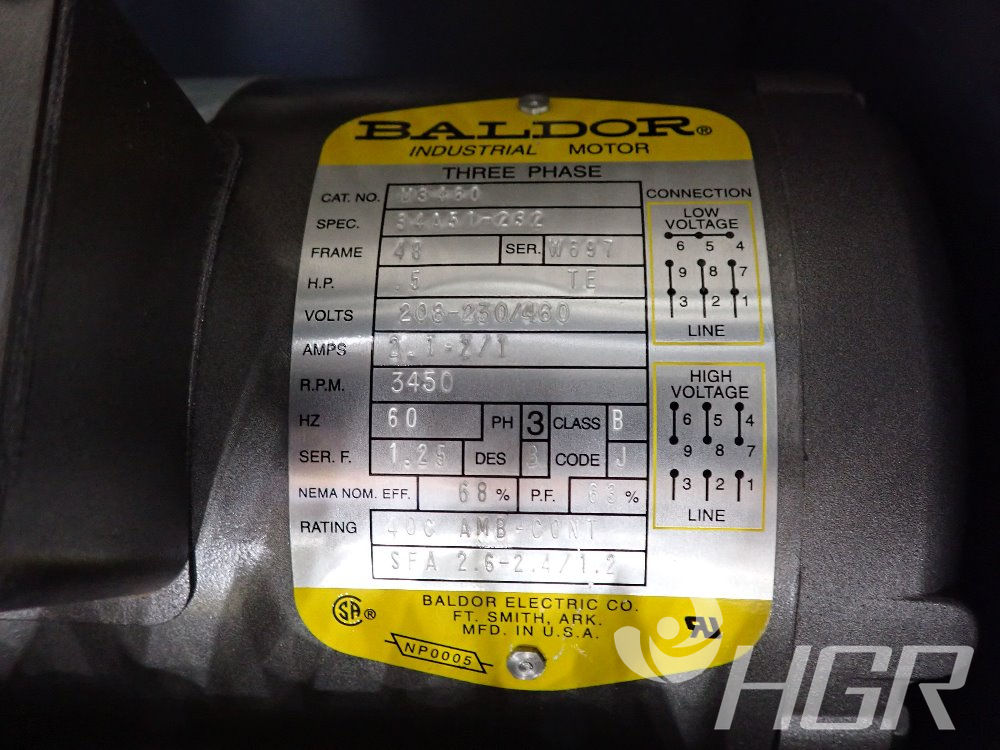 BALDOR®
INDUSTRIAL MOTOR
THREE PHASE
CAT. NO. M3460
SPEC. 34A51-232
FRAME 48 SER. W697
H.P. .5 TE
VOLTS 208-230/460
AMPS 2.1-2/1
R.P.M. 3450
HZ 60 PH 3 CLASS B
SER. F. 1.25 DES CODE J
NEMA NOM. EFF. 68 % P.F. 63 %
RATING 40C AMB-CONT
SFA 2.6-2.4/1.2
CONNECTION
LOW
VOLTAGE
6 5 4
9 8 7
3 2 1
LINE
HIGH
VOLTAGE
6 5 4
9 8 7
3 2 1
LINE
SA ®
BALDOR ELECTRIC CO.
FT. SMITH, ARK.
MFD. IN U.S.A.
NP0005
HGR